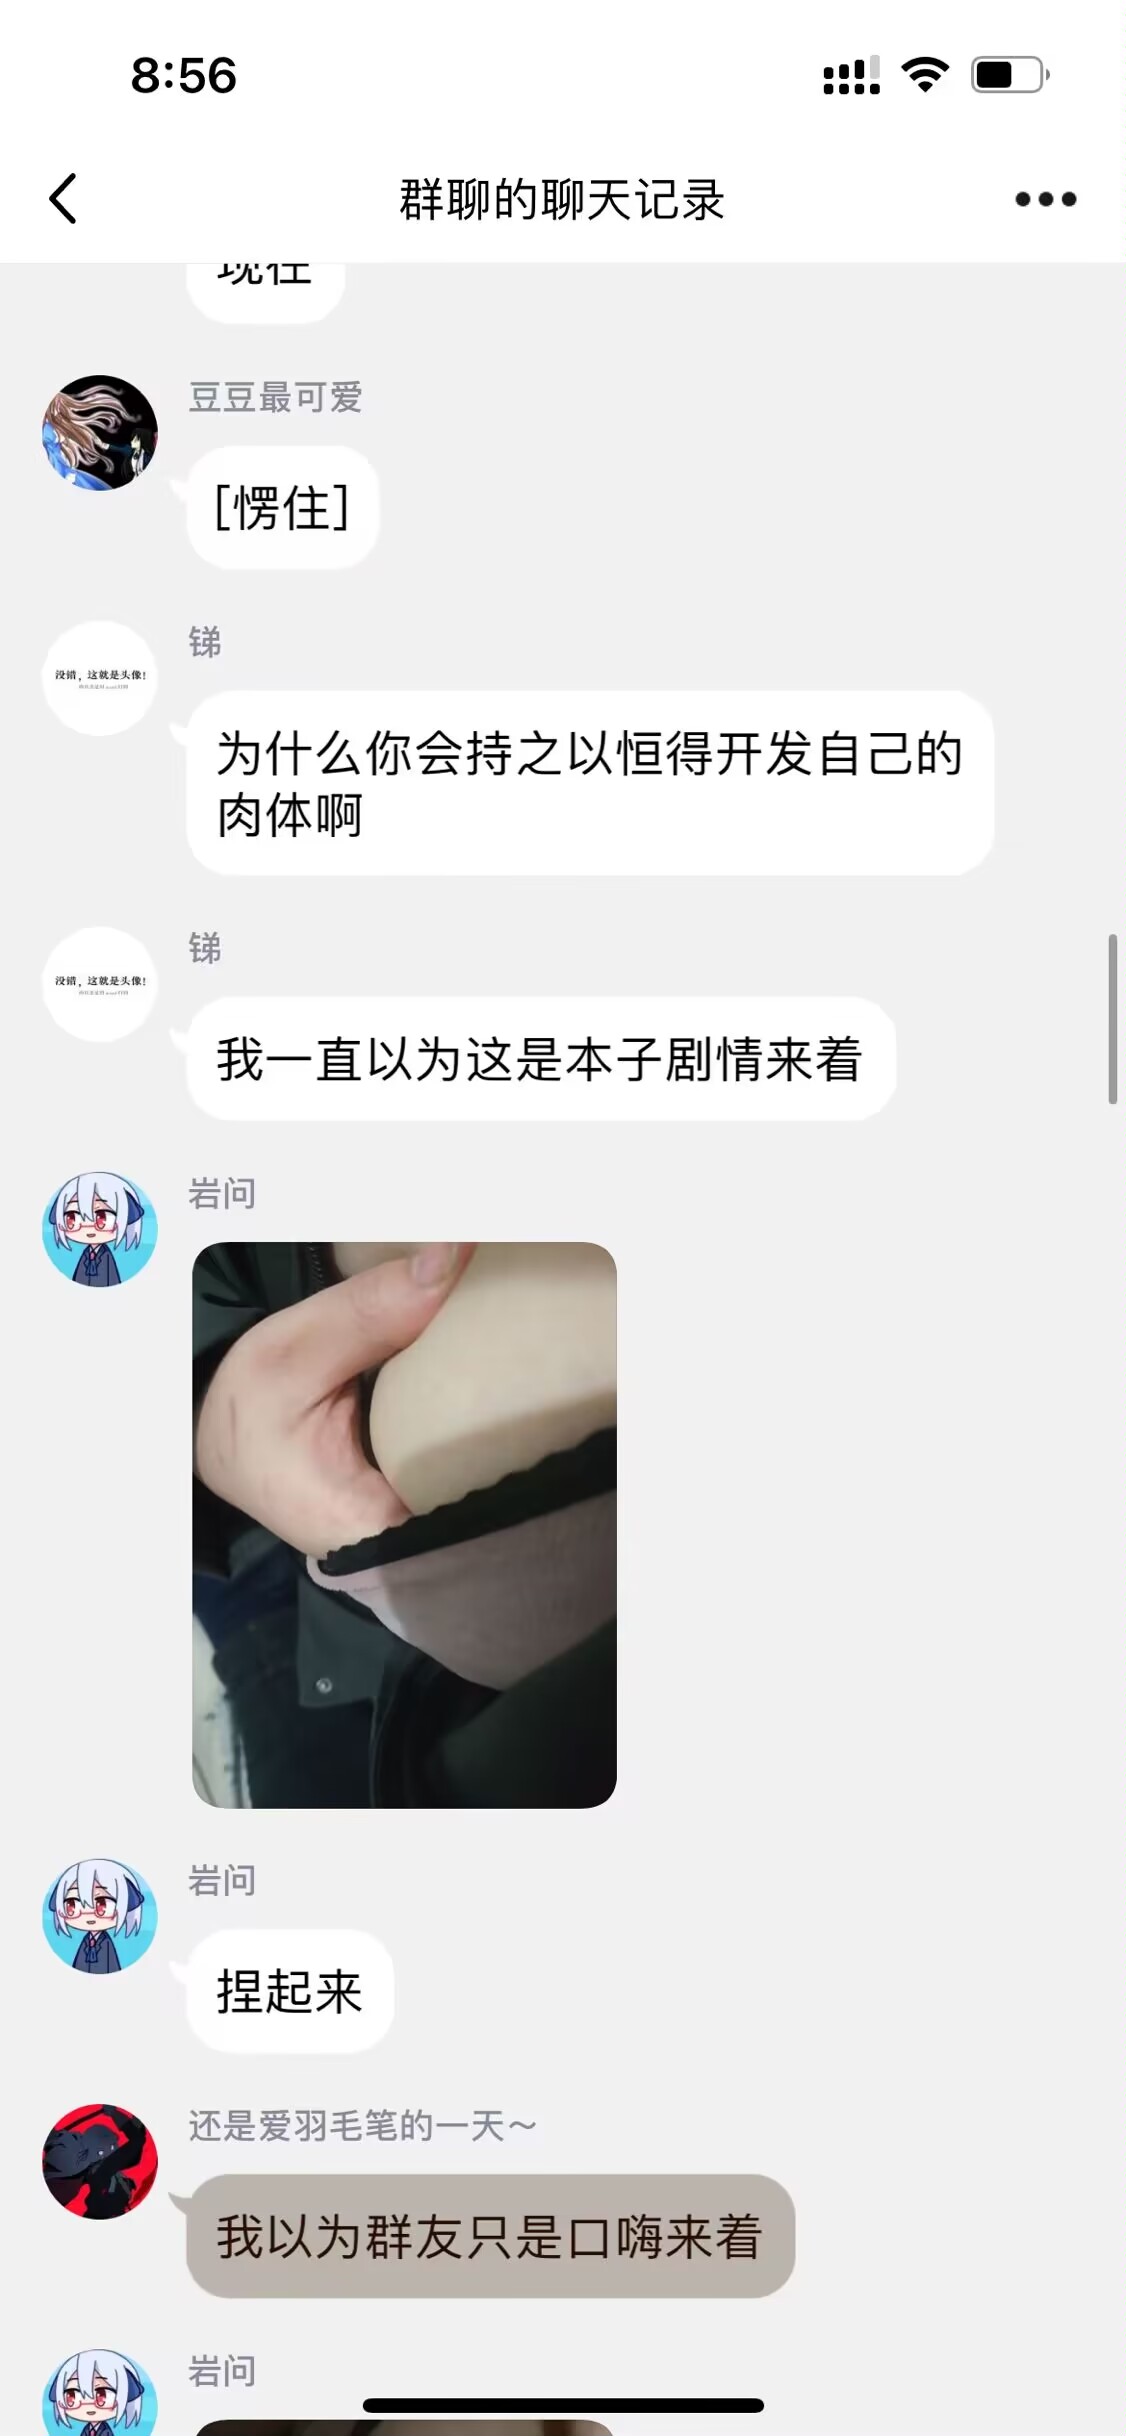 8:56
群聊的聊天记录
现在
豆豆最可爱
[愣住]
没错，这就是头像！
锑
为什么你会持之以恒得开发自己的
肉体啊
没错，这就是头像！
锑
我一直以为这是本子剧情来着
岩问
岩问
捏起来
还是爱羽毛笔的一天～
我以为群友只是口嗨来着
岩问